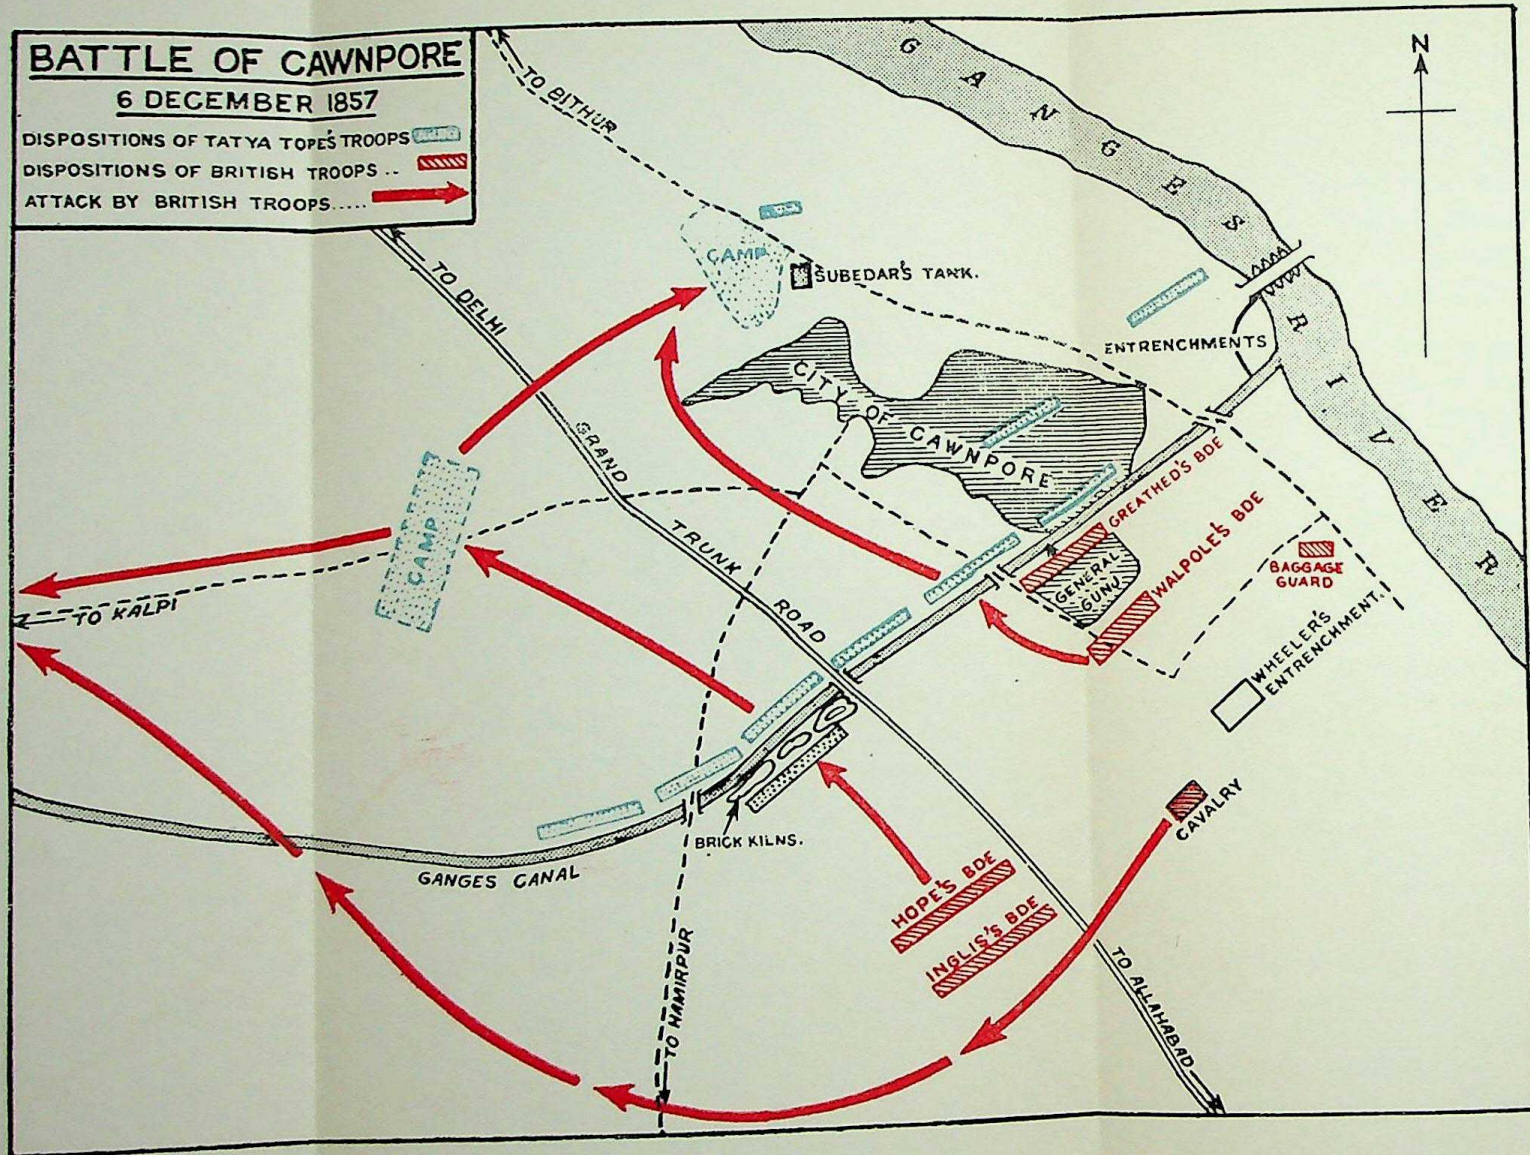 BATTLE OF CAWNPORE
6 DECEMBER 1857
DISPOSITIONS OF TATYA TOPE'S TROOPS
DISPOSITIONS OF BRITISH TROOPS ..
ATTACK BY BRITISH TROOPS.....
N
GANGES RIVER
TO BITHUR
TO DELHI
CAMP
SUBEDAR'S TANK.
ENTRENCHMENTS
CITY OF CAWNPORE
GRAND TRUNK ROAD
GREATHED'S BDE
WALPOLE'S BDE
GENERAL
GUNJ
BAGGAGE
GUARD
CAMP
TO KALPI
WHEELER'S
ENTRENCHMENT.
CAVALRY
BRICK KILNS.
GANGES CANAL
HOPE'S BDE
INGLIS'S BDE
TO HAMIRPUR
TO ALLAHABAD